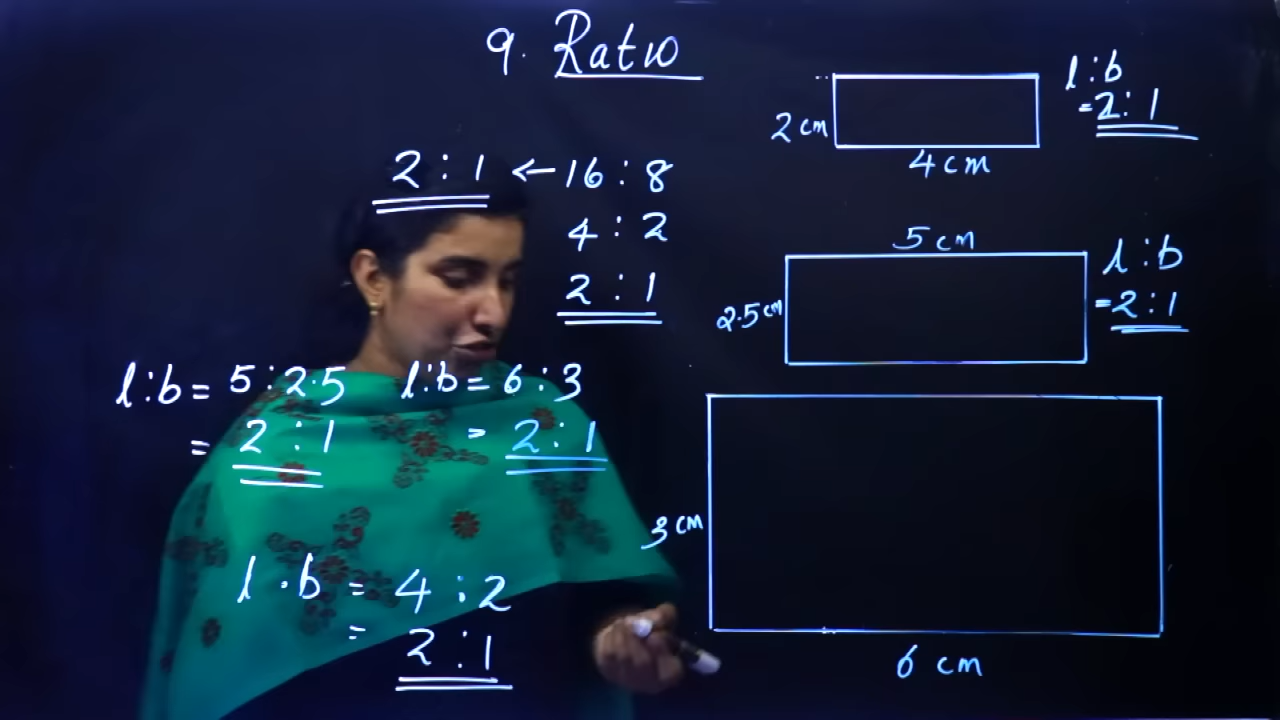 9. Ratio
2 : 1 ← 16 : 8
4 : 2
2 : 1
l : b = 5 : 2.5
= 2 : 1
l : b = 6 : 3
= 2 : 1
l . b = 4 : 2
= 2 : 1
2 cm
4 cm
l : b
= 2 : 1
5 cm
2.5 cm
l : b
= 2 : 1
3 cm
6 cm